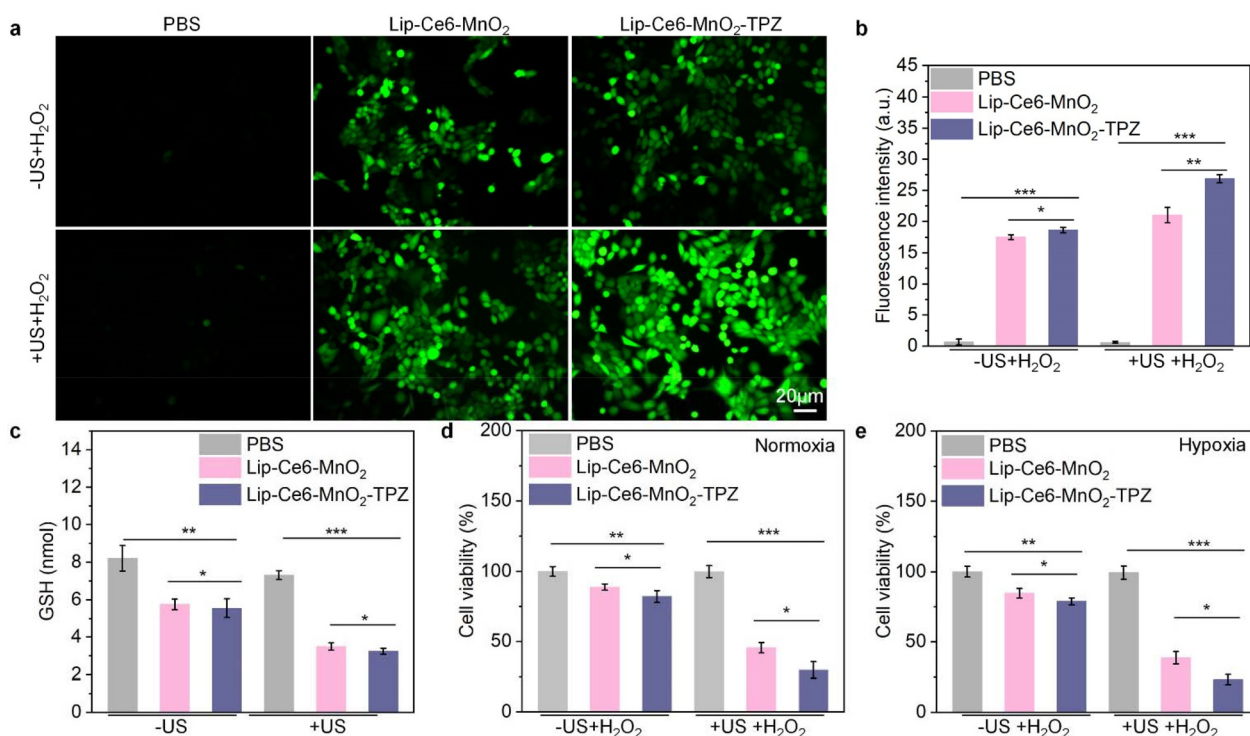 a
PBS
Lip-Ce6-MnO₂
Lip-Ce6-MnO₂-TPZ
-US+H₂O₂
+US+H₂O₂
20μm
b
Fluorescence intensity (a.u.)
45
40
35
30
25
20
15
10
5
0
PBS
Lip-Ce6-MnO₂
Lip-Ce6-MnO₂-TPZ
***
*
***
**
-US+H₂O₂
+US +H₂O₂
c
GSH (nmol)
14
12
10
8
6
4
2
0
PBS
Lip-Ce6-MnO₂
Lip-Ce6-MnO₂-TPZ
**
*
***
*
-US
+US
d
Cell viability (%)
200
150
100
50
0
PBS
Normoxia
Lip-Ce6-MnO₂
Lip-Ce6-MnO₂-TPZ
**
*
***
*
-US+H₂O₂
+US +H₂O₂
e
Cell viability (%)
200
150
100
50
0
PBS
Hypoxia
Lip-Ce6-MnO₂
Lip-Ce6-MnO₂-TPZ
**
*
***
*
-US +H₂O₂
+US +H₂O₂